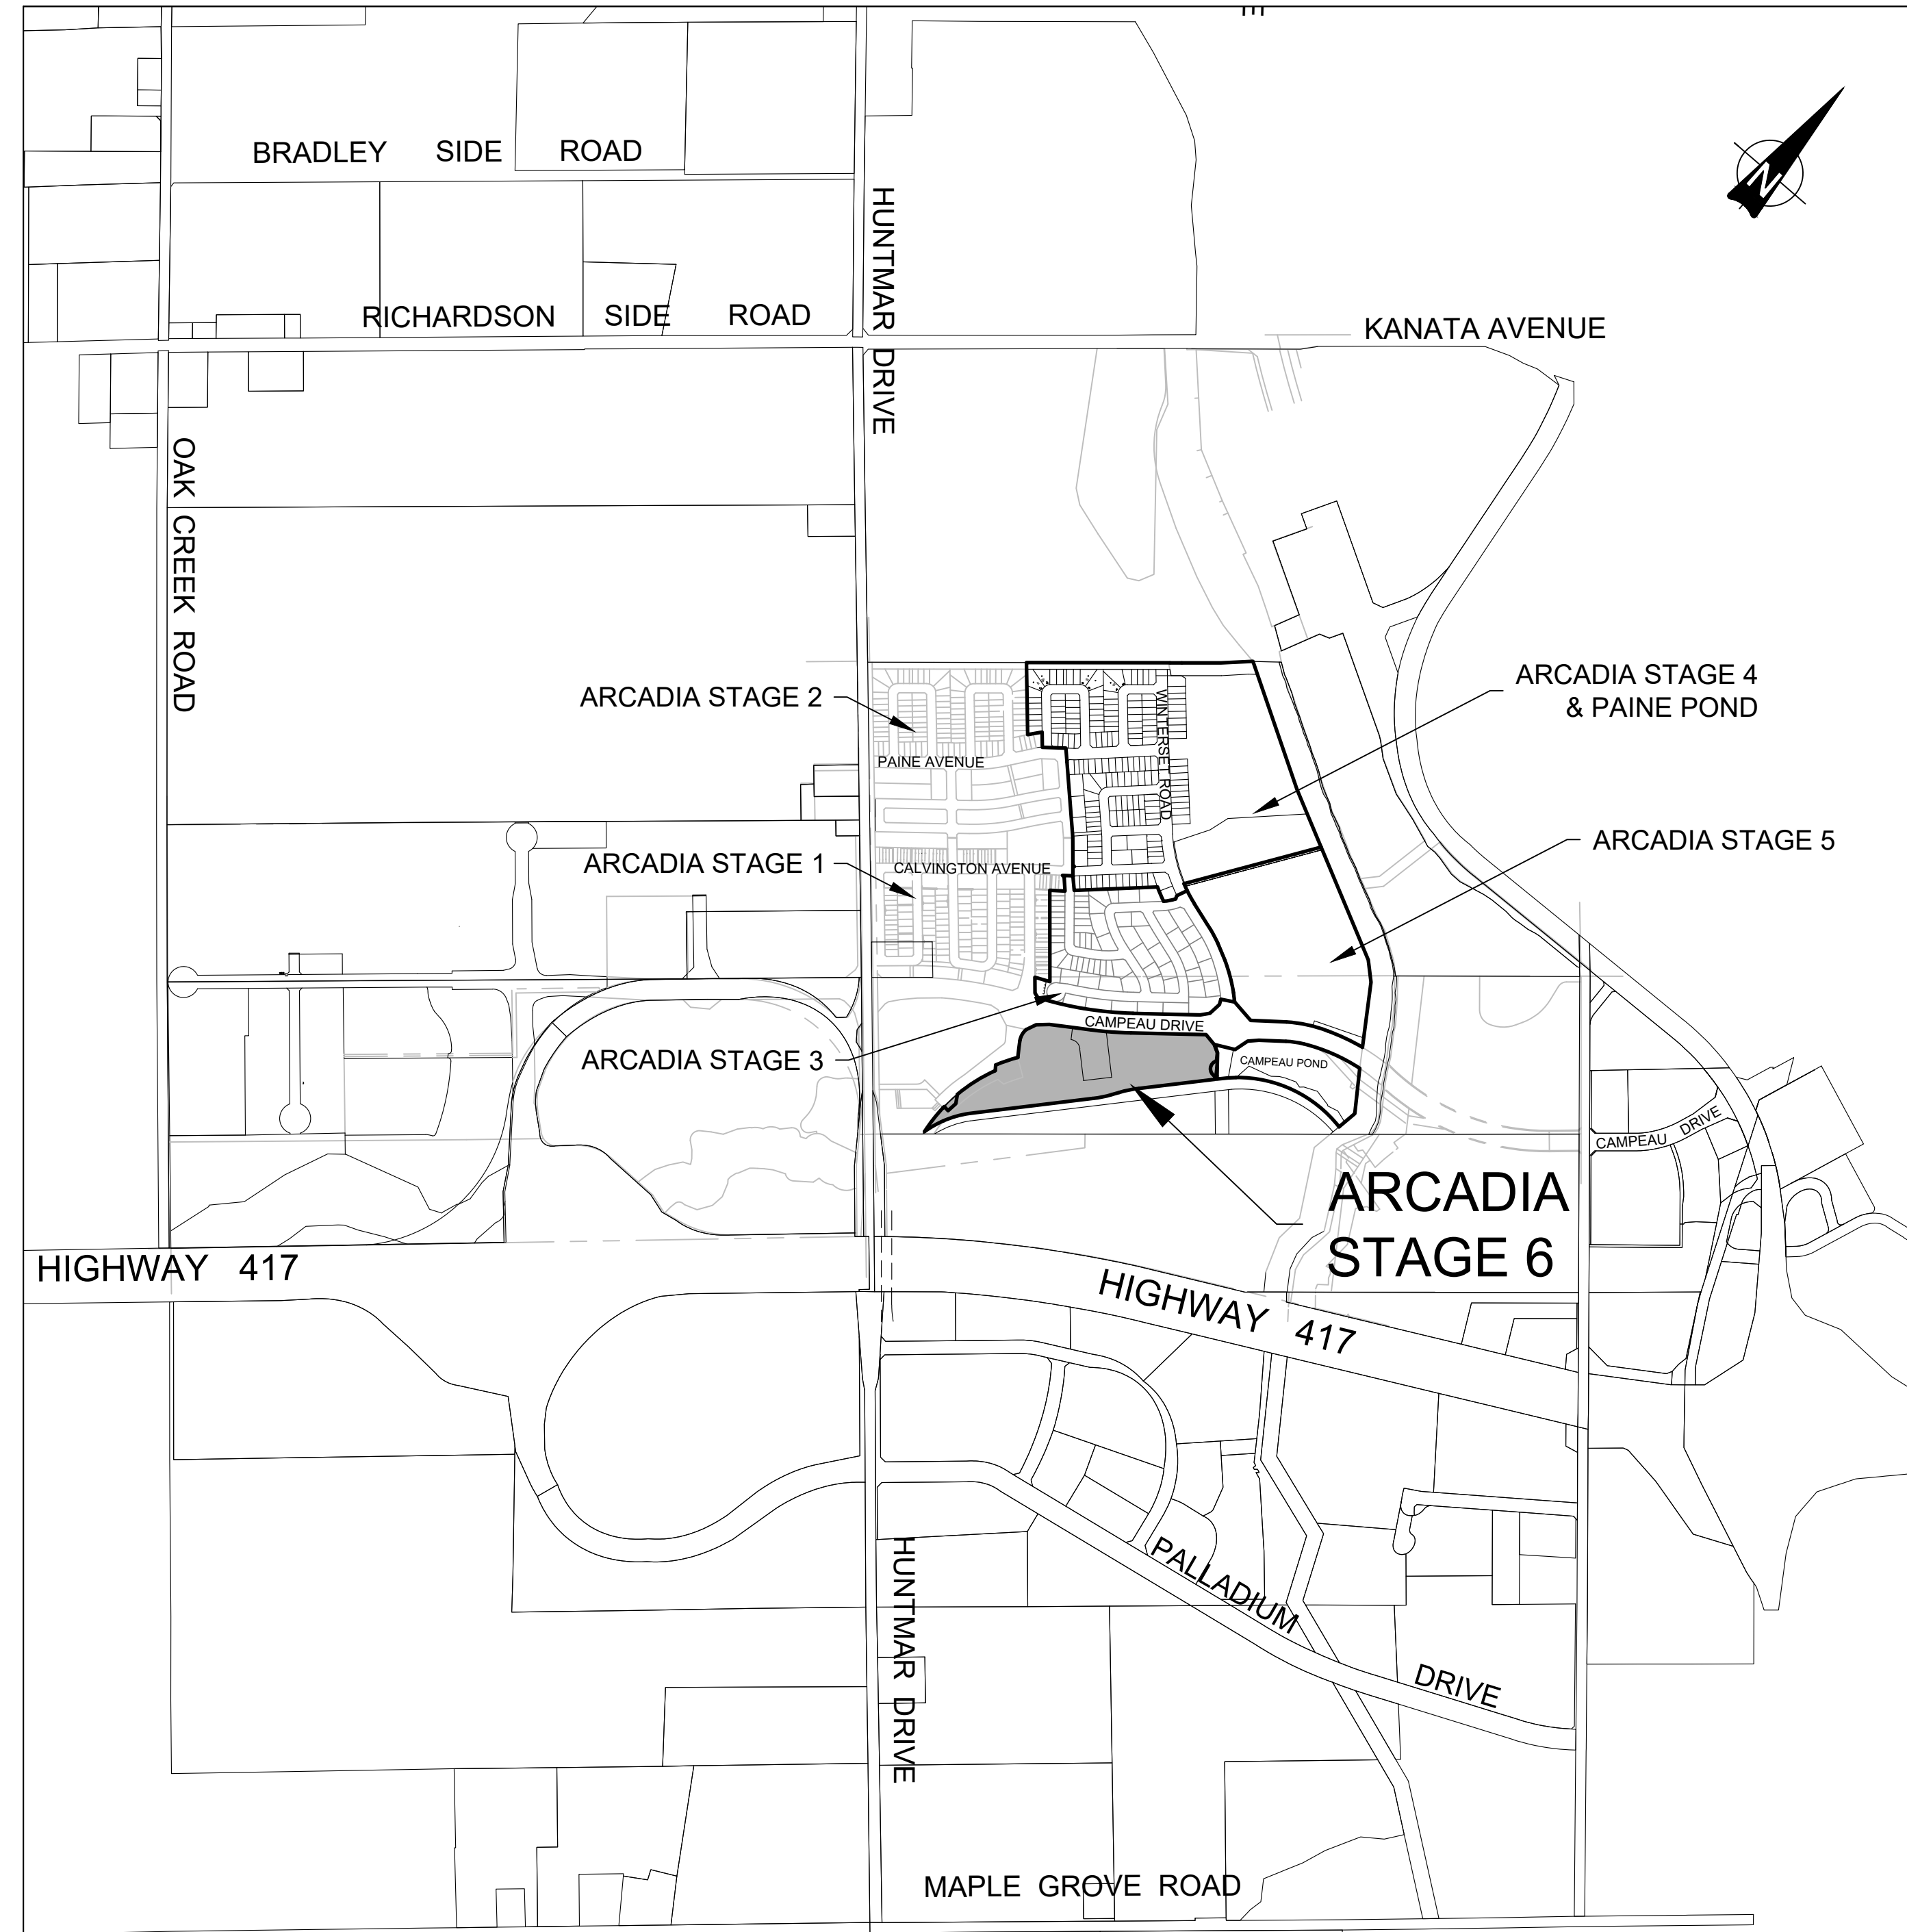 BRADLEY SIDE ROAD
N
HUNTMAR DRIVE
RICHARDSON SIDE ROAD
KANATA AVENUE
OAK CREEK ROAD
ARCADIA STAGE 2
ARCADIA STAGE 4
& PAINE POND
WINTERSET ROAD
PAINE AVENUE
ARCADIA STAGE 5
ARCADIA STAGE 1
CALVINGTON AVENUE
CAMPEAU DRIVE
ARCADIA STAGE 3
CAMPEAU POND
CAMPEAU DRIVE
ARCADIA
STAGE 6
HIGHWAY 417
HIGHWAY 417
HUNTMAR DRIVE
PALLADIUM DRIVE
MAPLE GROVE ROAD